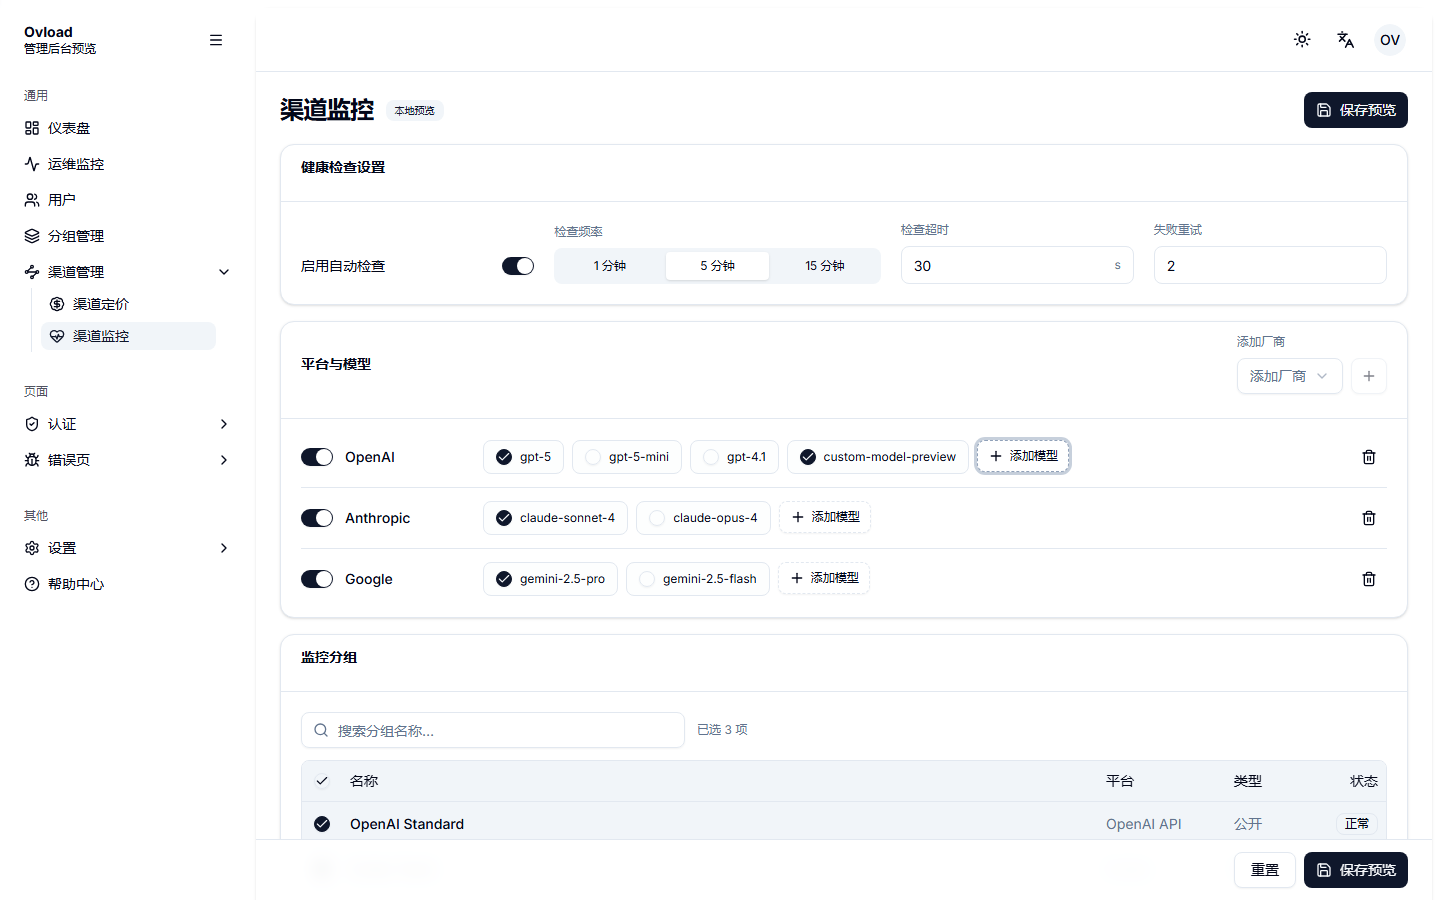 Ovload
管理后台预览
OV
通用
仪表盘
运维监控
用户
分组管理
渠道管理
渠道定价
渠道监控
页面
认证
错误页
其他
设置
帮助中心
渠道监控
本地预览
保存预览
健康检查设置
启用自动检查
检查频率
1 分钟
5 分钟
15 分钟
检查超时
30
s
失败重试
2
平台与模型
添加厂商
添加厂商
OpenAI
gpt-5
gpt-5-mini
gpt-4.1
custom-model-preview
添加模型
Anthropic
claude-sonnet-4
claude-opus-4
添加模型
Google
gemini-2.5-pro
gemini-2.5-flash
添加模型
监控分组
搜索分组名称...
已选 3 项
名称 平台 类型 状态
OpenAI Standard OpenAI API 公开 正常
重置
保存预览